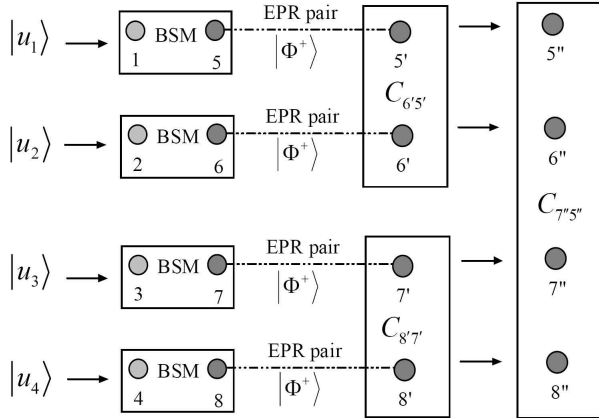 |u₁⟩ BSM EPR pair |Φ⁺⟩ 5' 5''
1 5
C₆'₅'
|u₂⟩ BSM EPR pair |Φ⁺⟩ 6' 6''
2 6
C₇''₅''
|u₃⟩ BSM EPR pair |Φ⁺⟩ 7' 7''
3 7
C₈'₇'
|u₄⟩ BSM EPR pair |Φ⁺⟩ 8' 8''
4 8